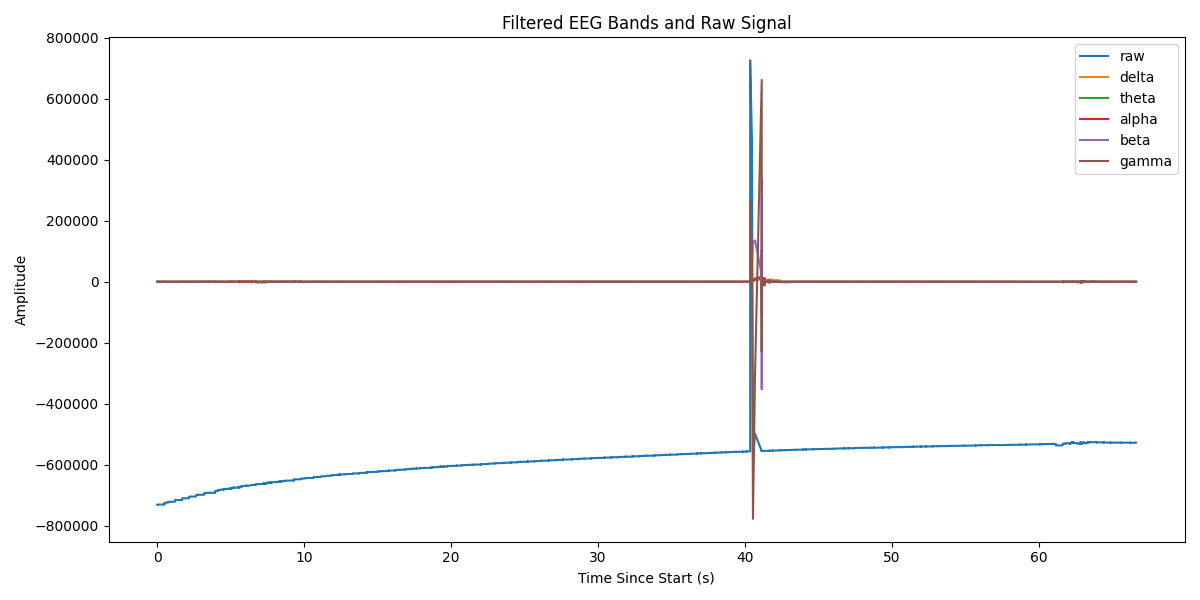 Filtered EEG Bands and Raw Signal
800000
600000
400000
200000
0
−200000
−400000
−600000
−800000
Amplitude
raw
delta
theta
alpha
beta
gamma
0 10 20 30 40 50 60
Time Since Start (s)